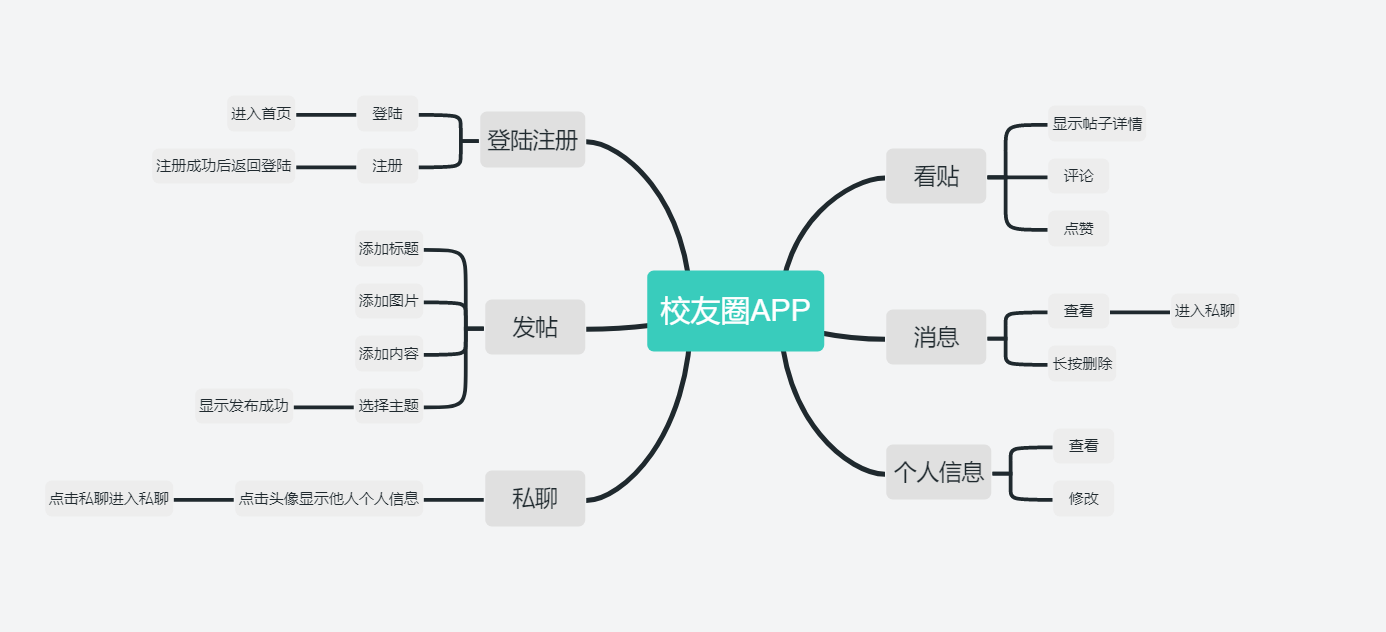 校友圈APP
登陆注册
登陆
进入首页
注册
注册成功后返回登陆
发帖
添加标题
添加图片
添加内容
选择主题
显示发布成功
私聊
点击头像显示他人个人信息
点击私聊进入私聊
看贴
显示帖子详情
评论
点赞
消息
查看
进入私聊
长按删除
个人信息
查看
修改